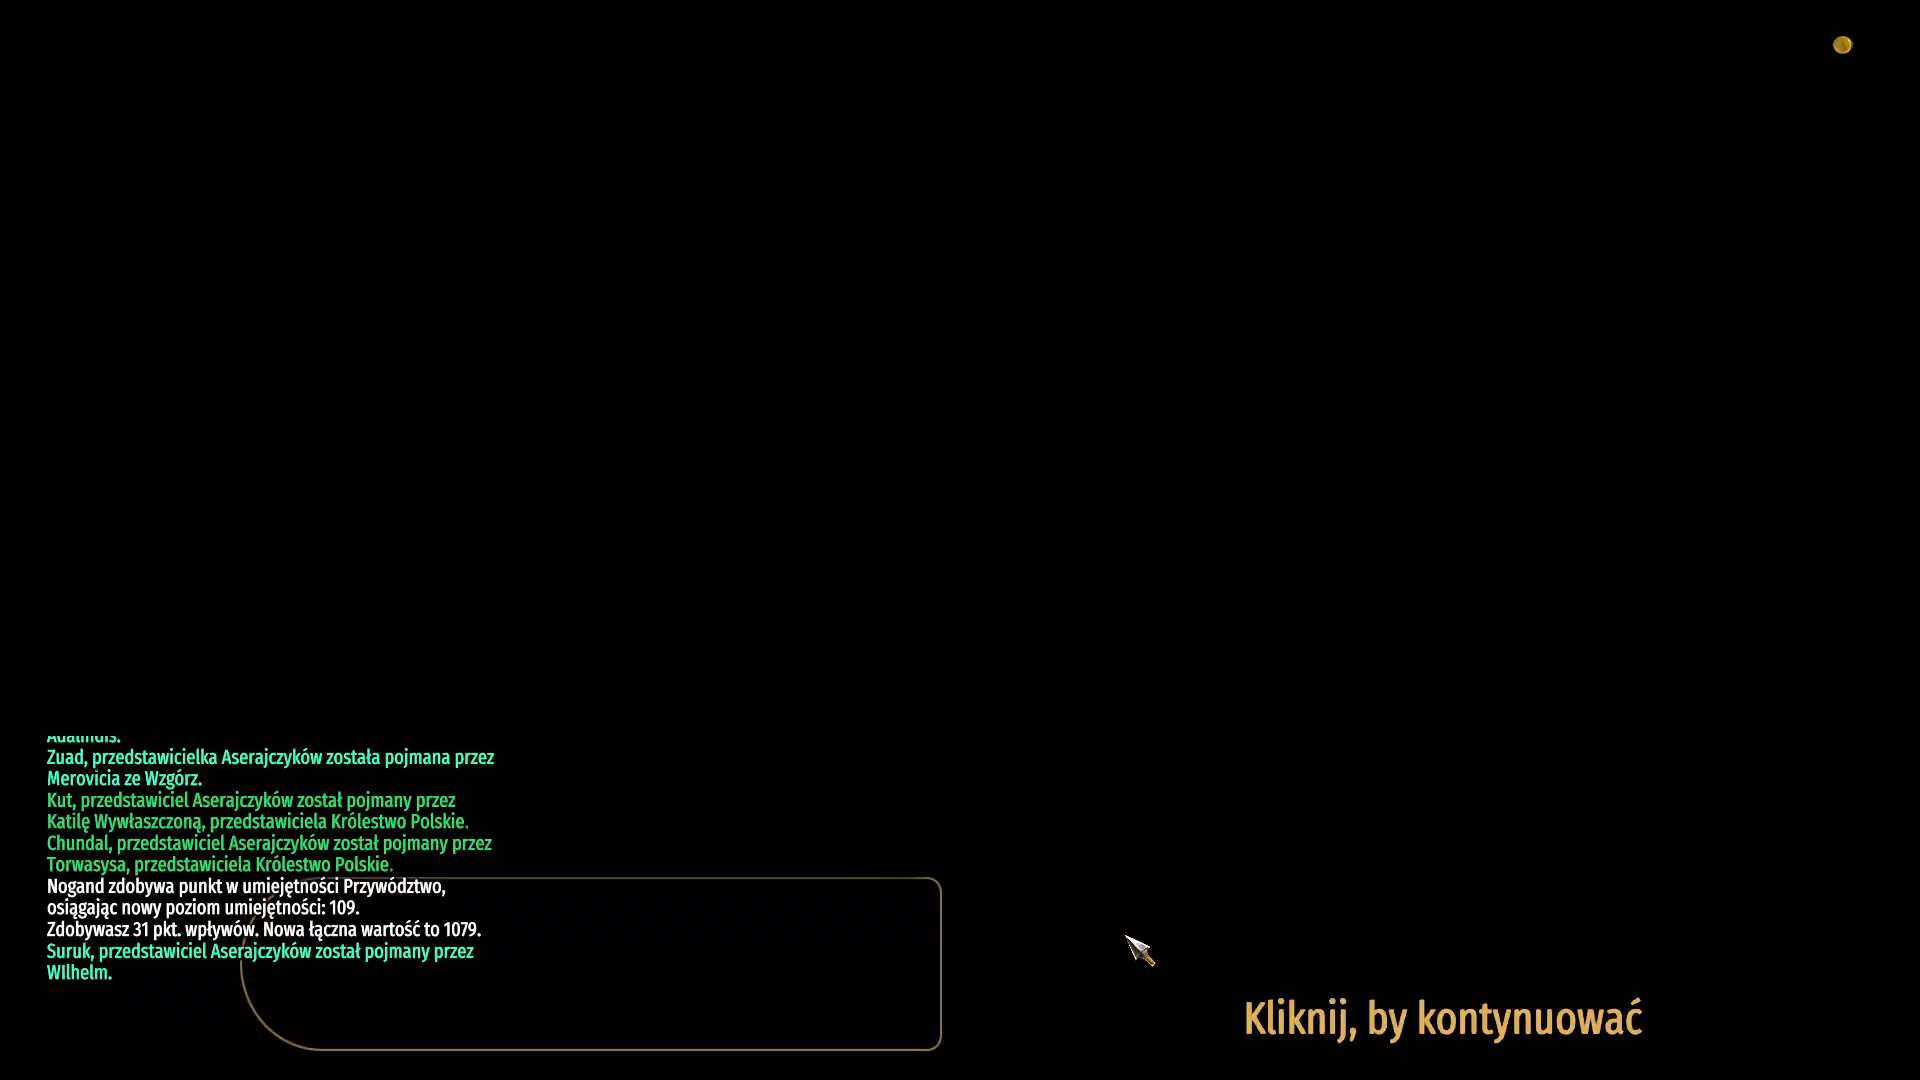 Zuad, przedstawicielka Aserajczyków została pojmana przez
Merovicia ze Wzgórz.
Kut, przedstawiciel Aserajczyków został pojmany przez
Katilę Wywłaszczoną, przedstawiciela Królestwo Polskie.
Chundal, przedstawiciel Aserajczyków został pojmany przez
Torwasysa, przedstawiciela Królestwo Polskie.
Nogand zdobywa punkt w umiejętności Przywództwo,
osiągając nowy poziom umiejętności: 109.
Zdobywasz 31 pkt. wpływów. Nowa łączna wartość to 1079.
Suruk, przedstawiciel Aserajczyków został pojmany przez
WIlhelm.
Kliknij, by kontynuować